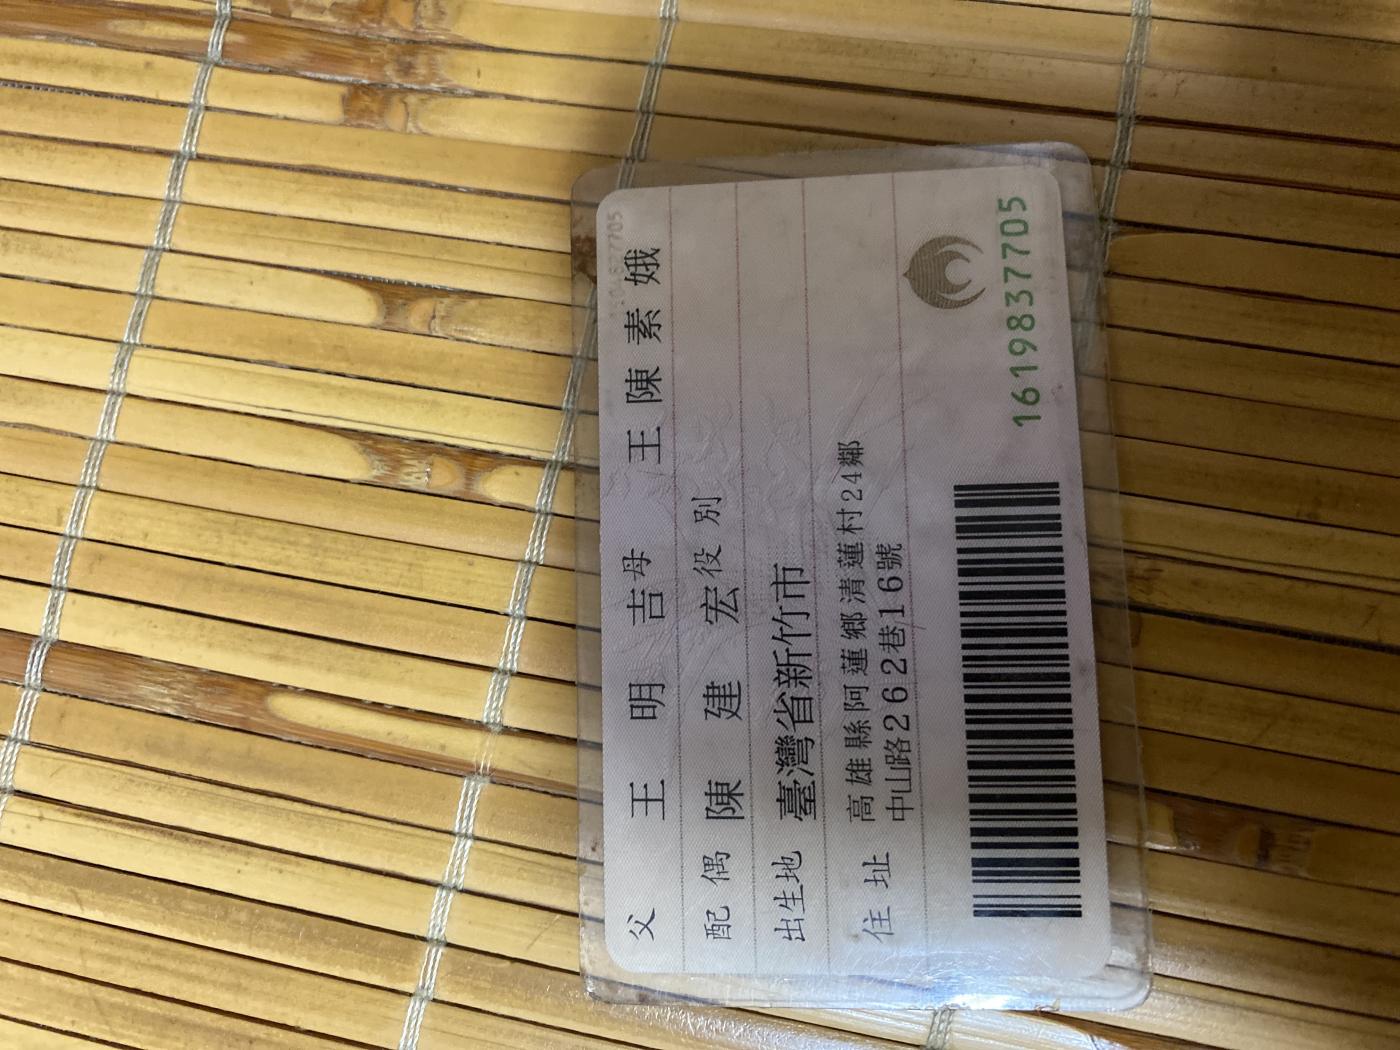 父 王 明 吉 母 王 陳 素 娥
配偶 陳 建 宏 役別
出生地 臺灣省新竹市
住址 高雄縣阿蓮鄉清蓮村24鄰
中山路262巷16號
1619837705